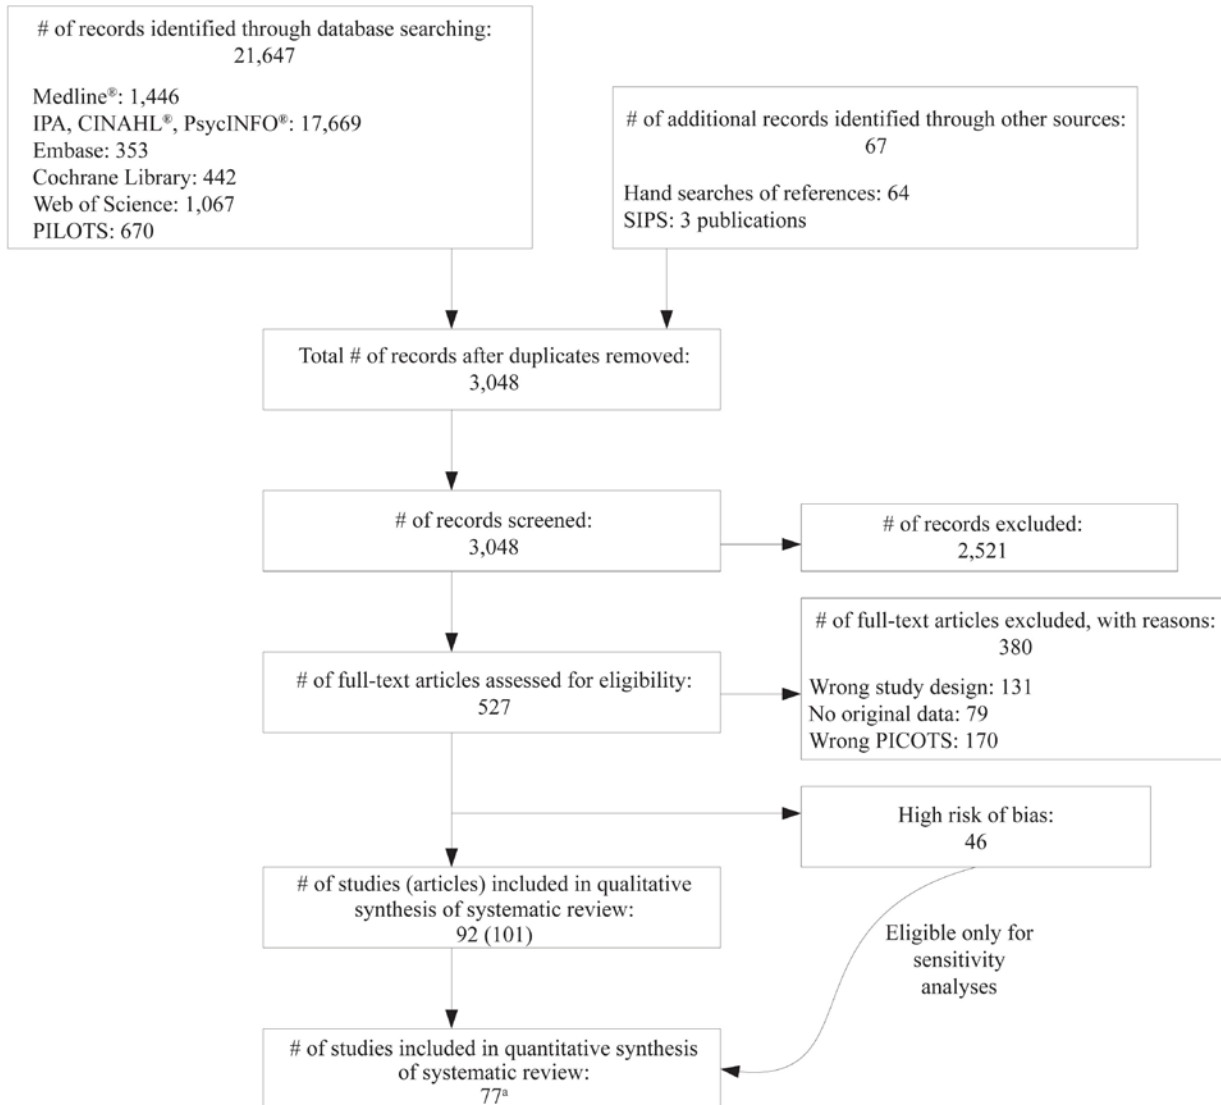 # of records identified through database searching:
21,647
Medline®: 1,446
IPA, CINAHL®, PsycINFO®: 17,669
Embase: 353
Cochrane Library: 442
Web of Science: 1,067
PILOTS: 670
# of additional records identified through other sources:
67
Hand searches of references: 64
SIPS: 3 publications
Total # of records after duplicates removed:
3,048
# of records screened:
3,048
# of records excluded:
2,521
# of full-text articles assessed for eligibility:
527
# of full-text articles excluded, with reasons:
380
Wrong study design: 131
No original data: 79
Wrong PICOTS: 170
High risk of bias:
46
# of studies (articles) included in qualitative
synthesis of systematic review:
92 (101)
Eligible only for
sensitivity
analyses
# of studies included in quantitative synthesis
of systematic review:
77ᵃ